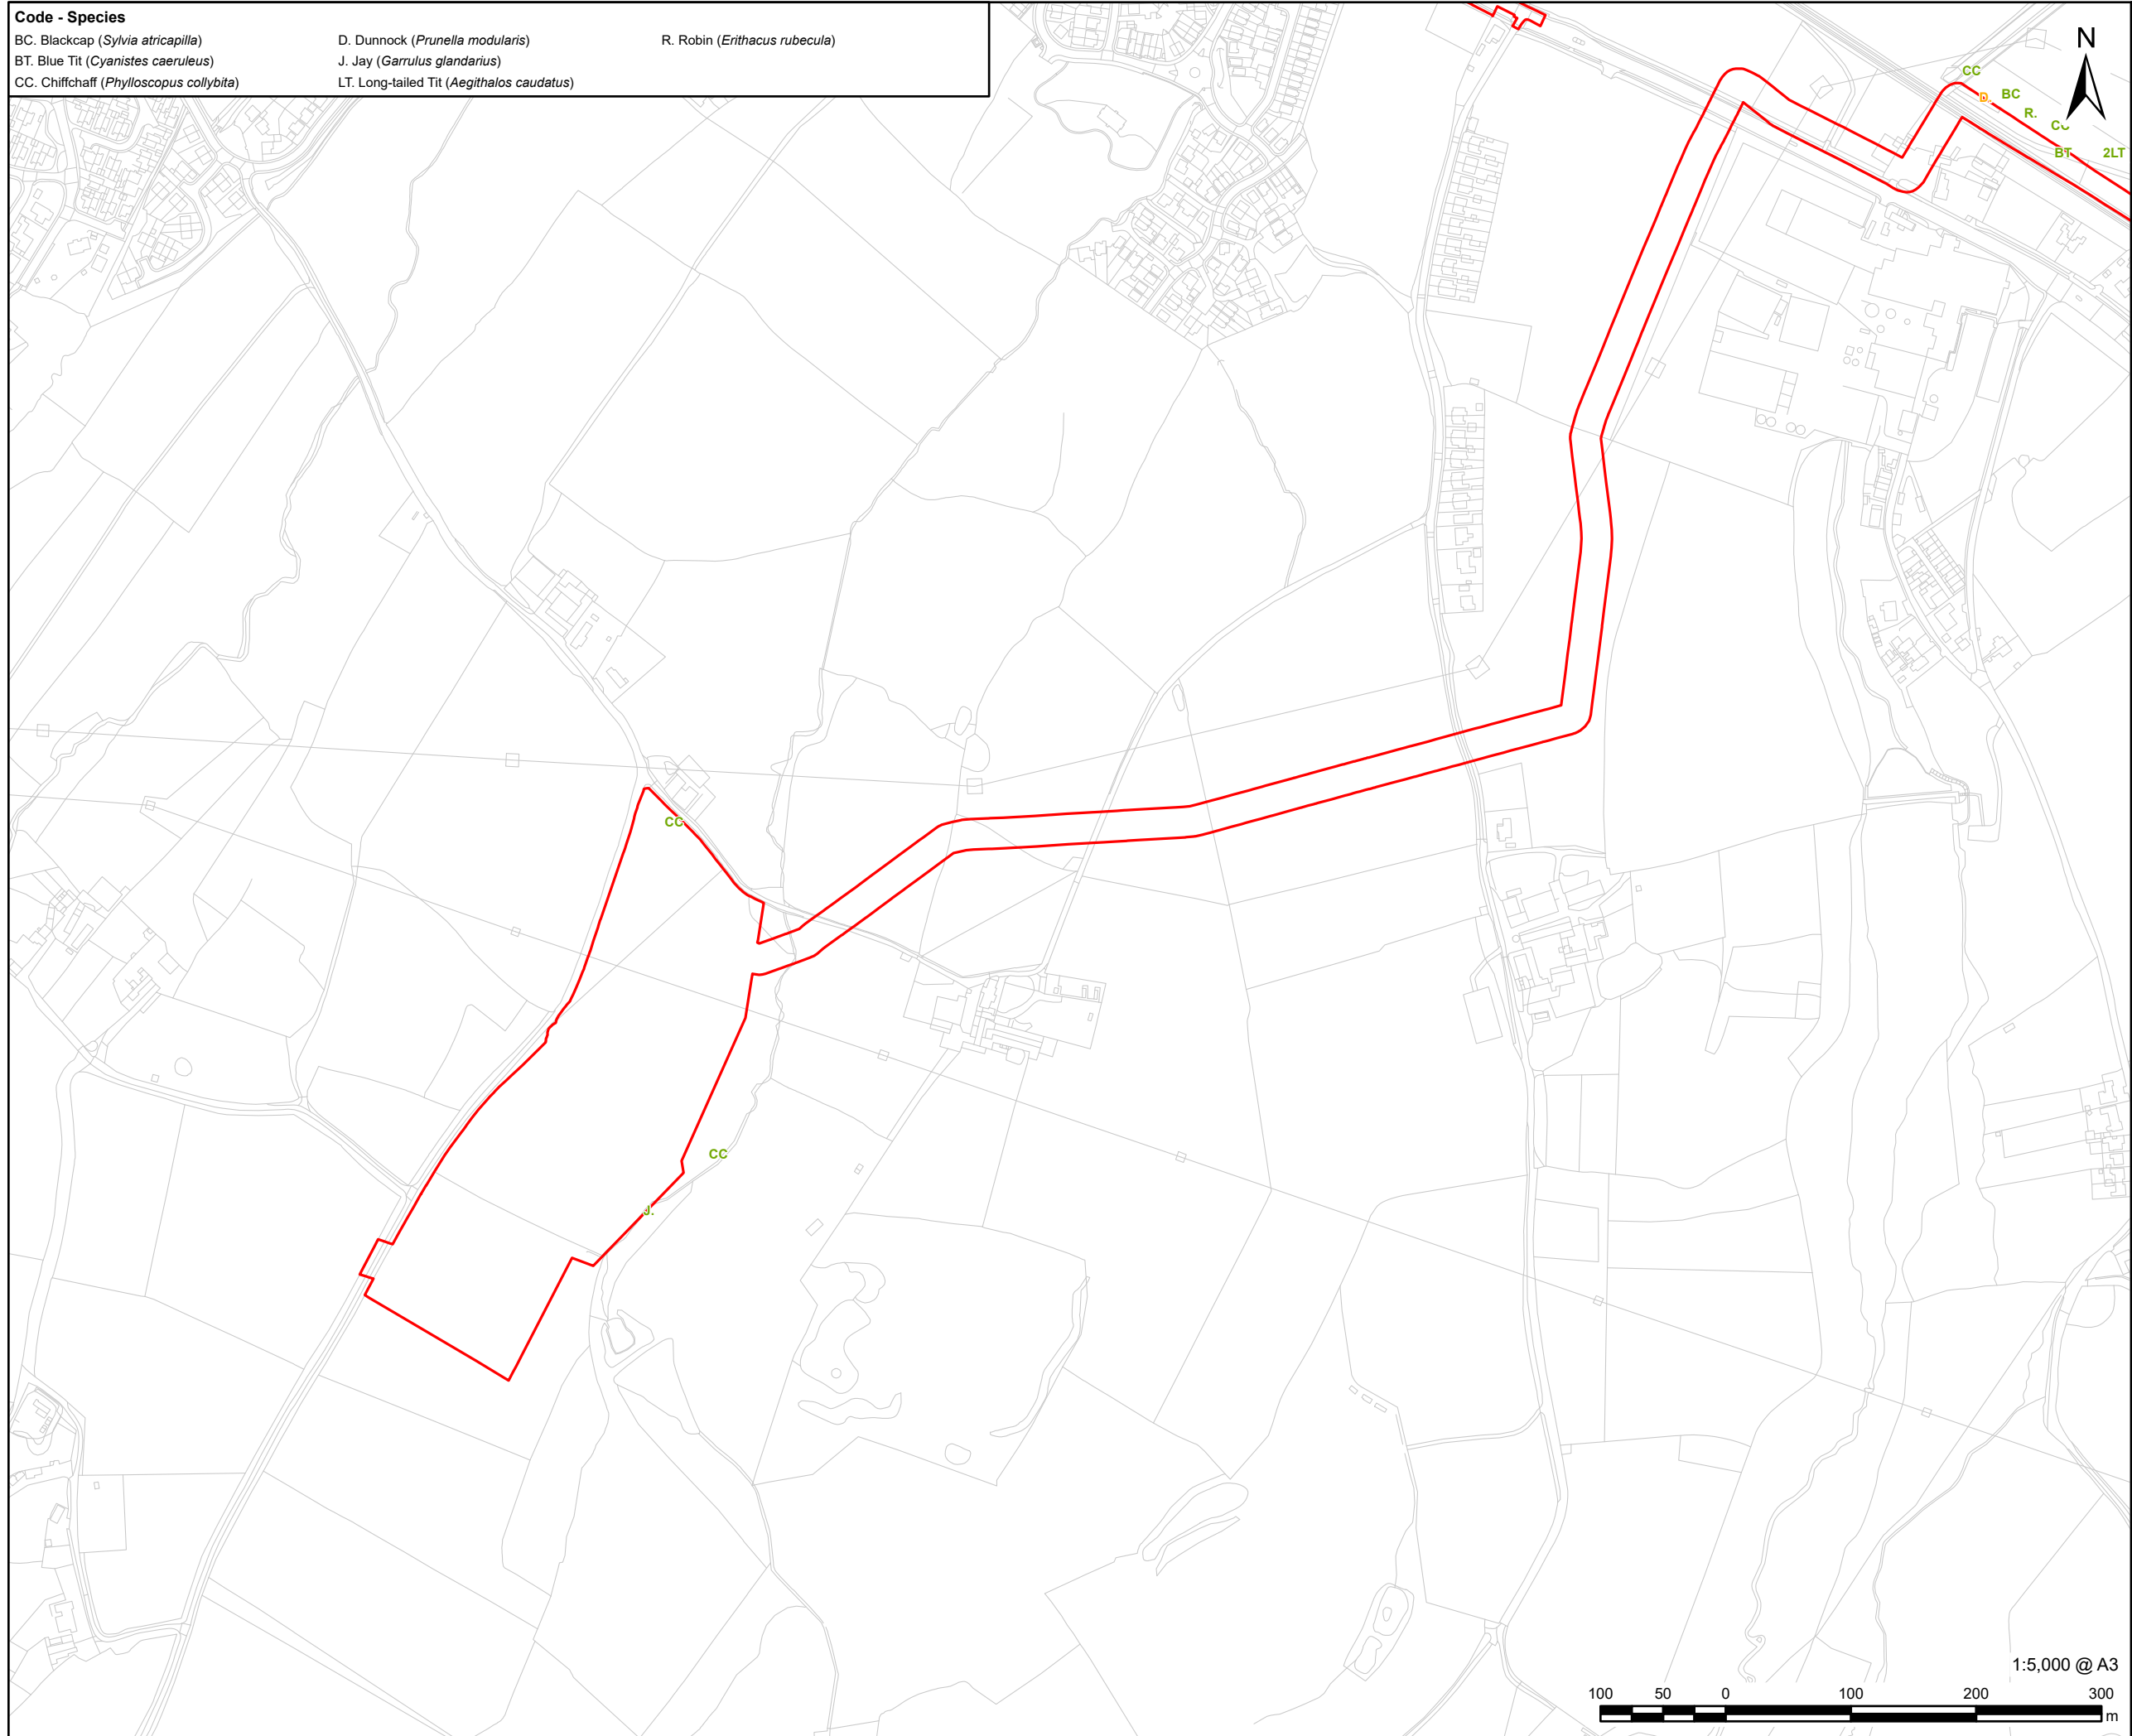 Code - Species
BC. Blackcap (Sylvia atricapilla)
BT. Blue Tit (Cyanistes caeruleus)
CC. Chiffchaff (Phylloscopus collybita)
D. Dunnock (Prunella modularis)
J. Jay (Garrulus glandarius)
LT. Long-tailed Tit (Aegithalos caudatus)
R. Robin (Erithacus rubecula)
N
CC
D.
BC
R.
CC
BT
2LT
CC
CC
J.
1:5,000 @ A3
100 50 0 100 200 300
m